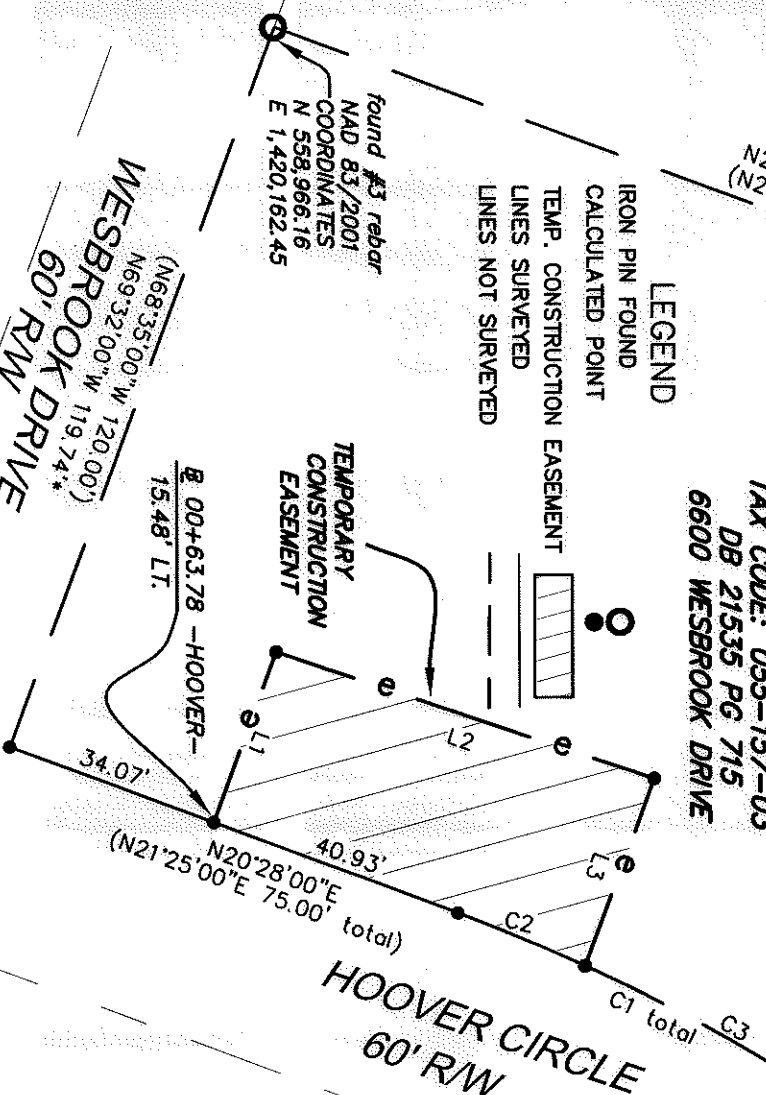 LEGEND
IRON PIN FOUND
CALCULATED POINT
TEMP. CONSTRUCTION EASEMENT
LINES SURVEYED
LINES NOT SURVEYED
found #3 rebar
NAD 83/2001
COORDINATES
N 558,966.16
E 1,420,162.45
DB 21535 PG 715
6600 WESBROOK DRIVE
TEMPORARY
CONSTRUCTION
EASEMENT
00+63.78 -HOOVER-
15.48' LT.
(N68°35'00"W 120.00')
N69°32'00"W 119.74'*
WESBROOK DRIVE
60' R/W
e
L1
e
L2
e
e
L3
34.07'
40.93'
N20°28'00"E
(N21°25'00"E 75.00' total)
C2
C1 total
C3
HOOVER CIRCLE
60' R/W